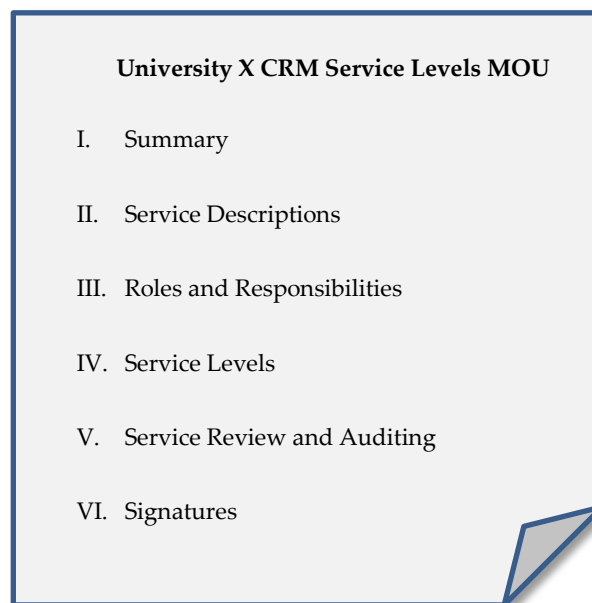 University X CRM Service Levels MOU
I. Summary
II. Service Descriptions
III. Roles and Responsibilities
IV. Service Levels
V. Service Review and Auditing
VI. Signatures